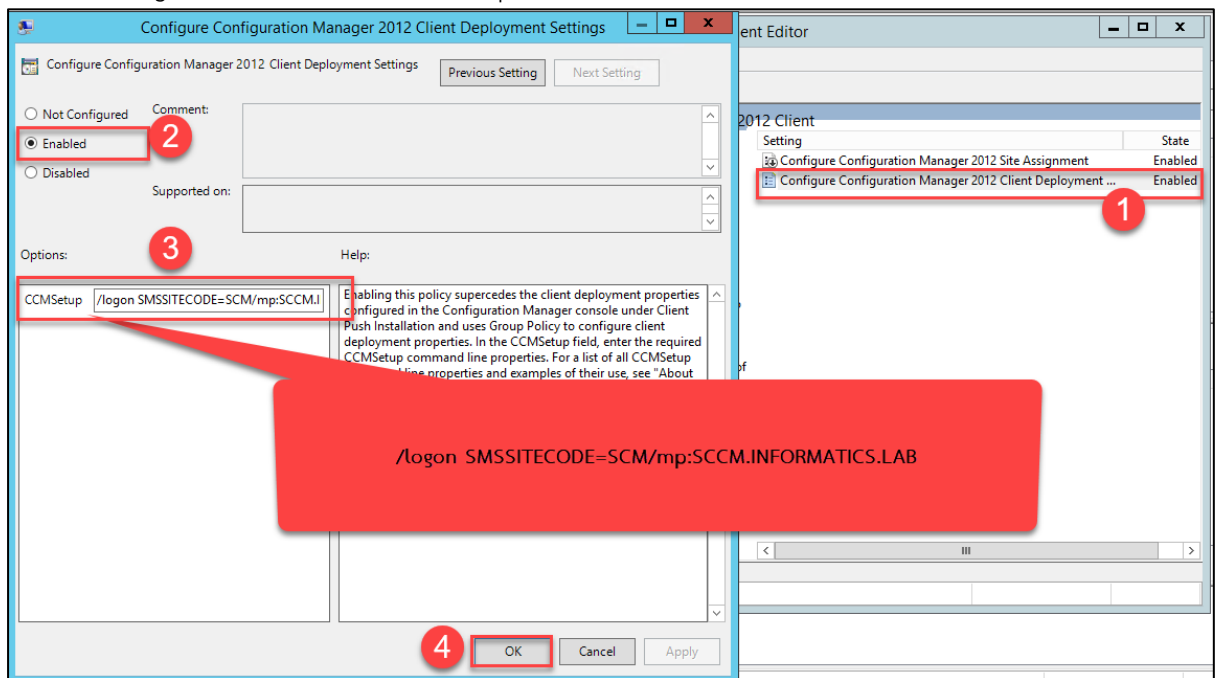 Configure Configuration Manager 2012 Client Deployment Settings
ent Editor
Configure Configuration Manager 2012 Client Deployment Settings
Previous Setting
Next Setting
Not Configured
Comment:
2
Enabled
Disabled
Supported on:
2012 Client
Setting State
Configure Configuration Manager 2012 Site Assignment Enabled
Configure Configuration Manager 2012 Client Deployment ... Enabled
1
3
Options:
Help:
CCMSetup /logon SMSSITECODE=SCM/mp:SCCM.I
Enabling this policy supercedes the client deployment properties
configured in the Configuration Manager console under Client
Push Installation and uses Group Policy to configure client
deployment properties. In the CCMSetup field, enter the required
CCMSetup command line properties. For a list of all CCMSetup
properties and examples of their use, see "About
of
/logon SMSSITECODE=SCM/mp:SCCM.INFORMATICS.LAB
4
OK
Cancel
Apply